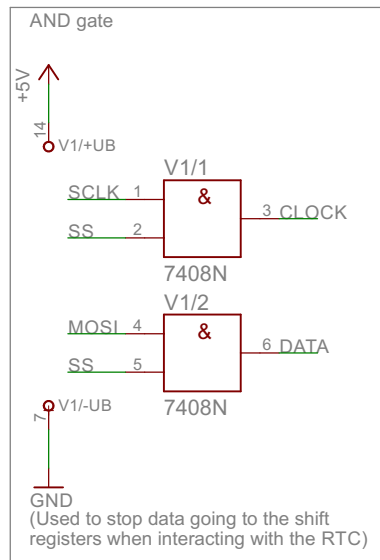 AND gate
+5V
14
V1/+UB
V1/1
SCLK 1
&
3 CLOCK
SS 2
7408N
V1/2
MOSI 4
&
6 DATA
SS 5
7408N
V1/-UB
7
GND
(Used to stop data going to the shift
registers when interacting with the RTC)